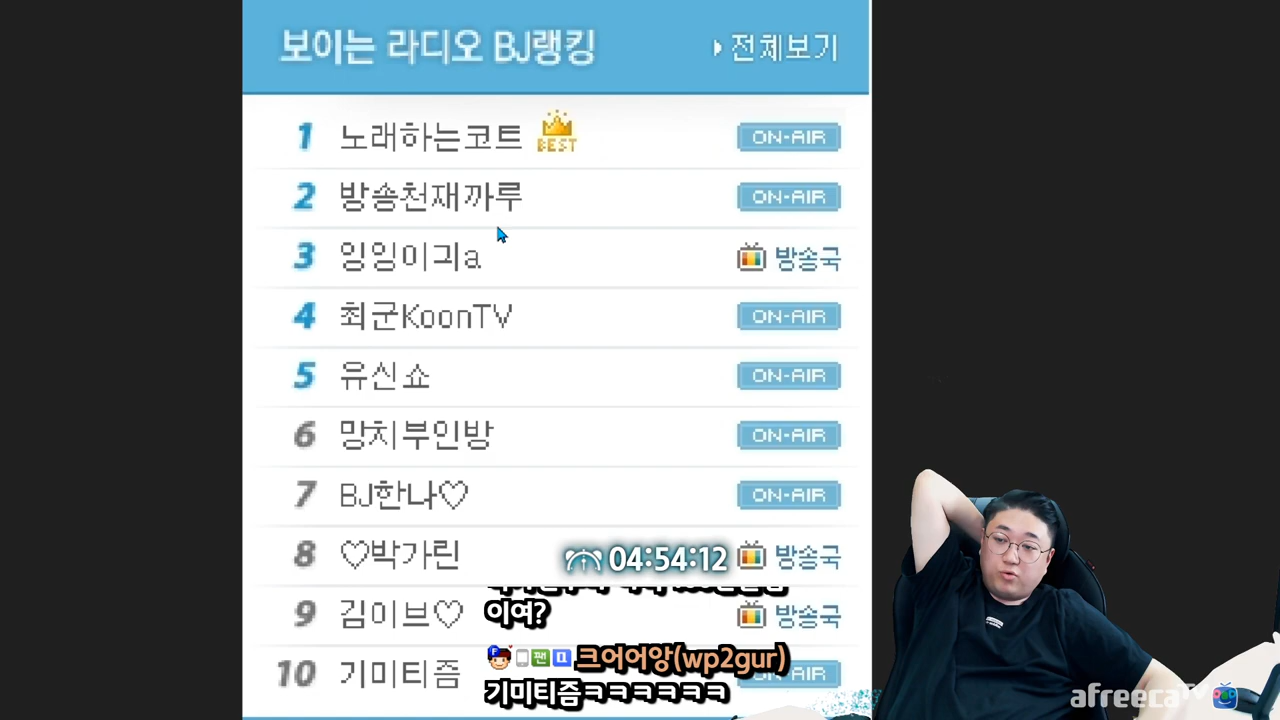 보이는 라디오 BJ랭킹
전체보기
1 노래하는코트 BEST ON-AIR
2 방송천재까루 ON-AIR
3 잉잉이긔a 방송국
4 최군KoonTV ON-AIR
5 유신쇼 ON-AIR
6 망치부인방 ON-AIR
7 BJ한나♡ ON-AIR
8 ♡박가린 04:54:12 방송국
9 김이브♡ 방송국
이여?
크어어앙(wp2gur)
10 기미티즘 ON-AIR
기미티즘ㅋㅋㅋㅋㅋㅋ
afreecaTV